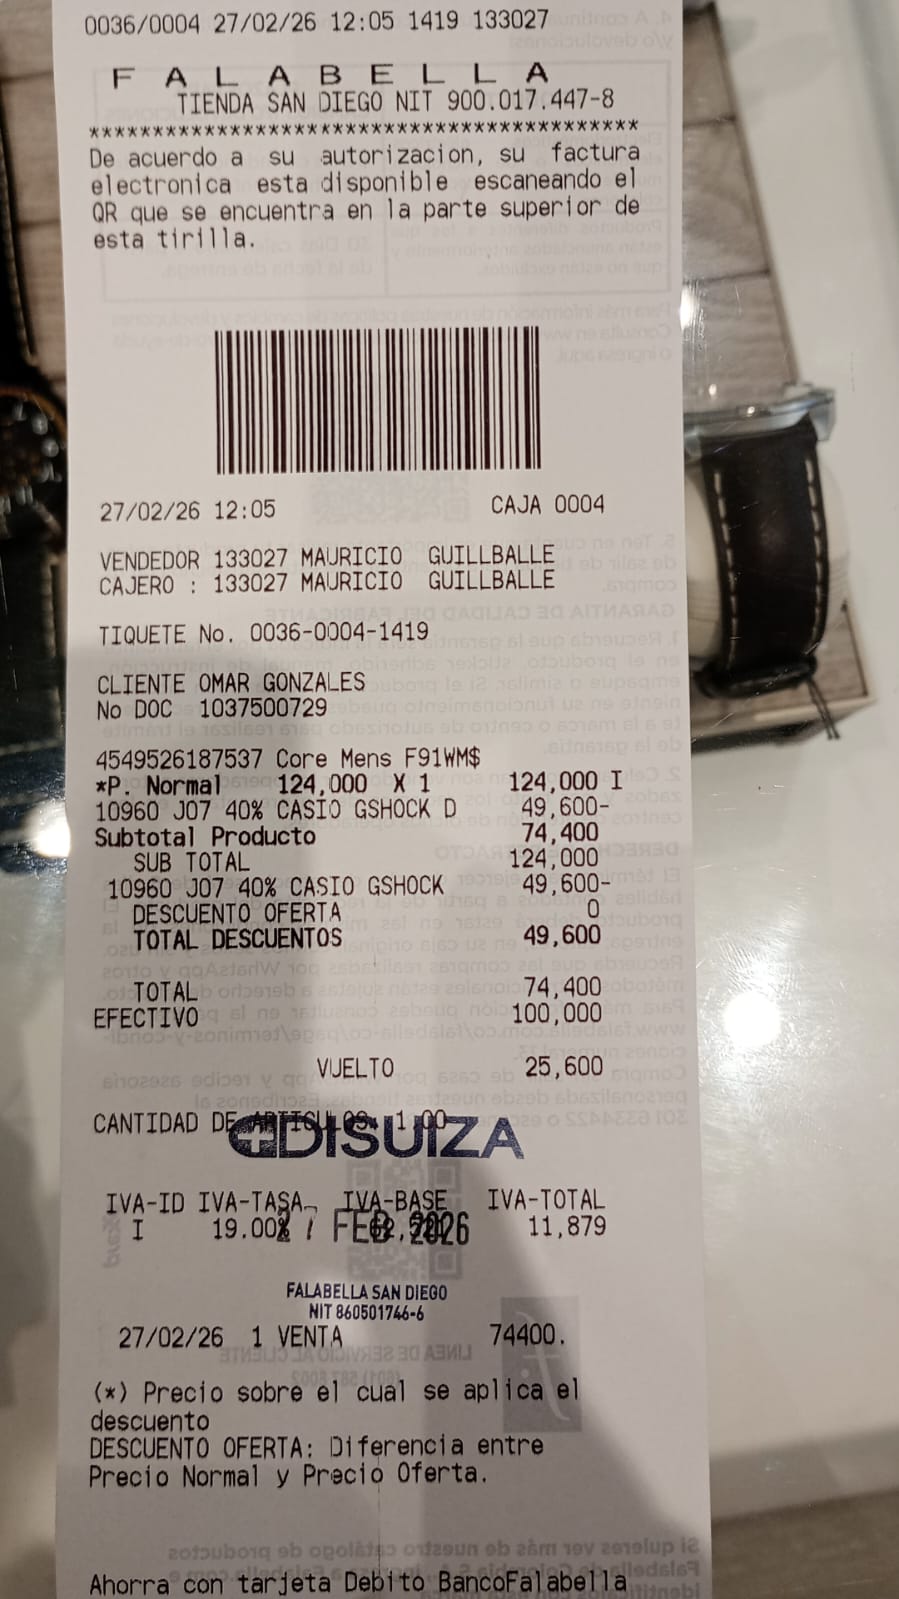 0036/0004 27/02/26 12:05 1419 133027
F A L A B E L L A
TIENDA SAN DIEGO NIT 900.017.447-8
*******************************************
De acuerdo a su autorizacion, su factura
electronica esta disponible escaneando el
QR que se encuentra en la parte superior de
esta tirilla.
27/02/26 12:05 CAJA 0004
VENDEDOR 133027 MAURICIO GUILLBALLE
CAJERO : 133027 MAURICIO GUILLBALLE
TIQUETE No. 0036-0004-1419
CLIENTE OMAR GONZALES
No DOC 1037500729
4549526187537 Core Mens F91WM$
*P. Normal 124,000 X 1 124,000 I
10960 J07 40% CASIO GSHOCK D 49,600-
Subtotal Producto 74,400
SUB TOTAL 124,000
10960 J07 40% CASIO GSHOCK 49,600-
DESCUENTO OFERTA 0
TOTAL DESCUENTOS 49,600
TOTAL 74,400
EFECTIVO 100,000
VUELTO 25,600
CANTIDAD DE ARTICULOS: 1.00
DISUIZA
IVA-ID IVA-TASA IVA-BASE IVA-TOTAL
I 19.00% 11,879
FEB 2026
FALABELLA SAN DIEGO
NIT 860501746-6
27/02/26 1 VENTA 74400.
(*) Precio sobre el cual se aplica el
descuento
DESCUENTO OFERTA: Diferencia entre
Precio Normal y Precio Oferta.
Ahorra con tarjeta Debito BancoFalabella